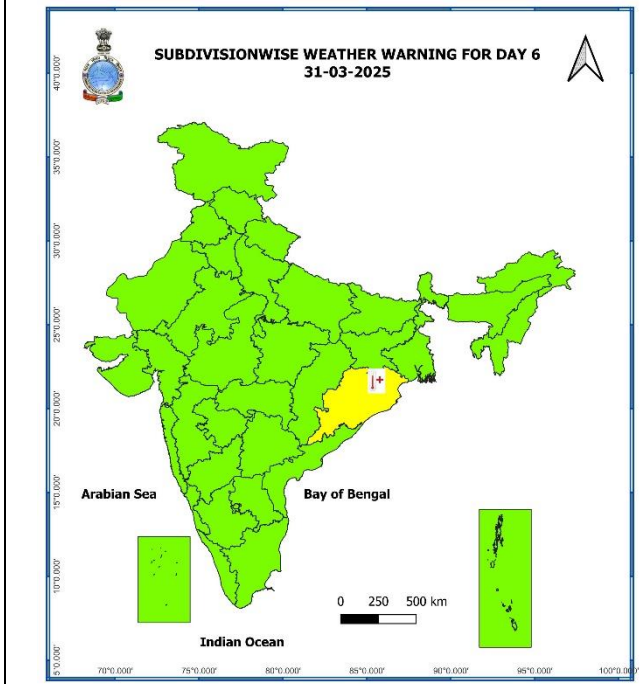 SUBDIVISIONWISE WEATHER WARNING FOR DAY 6
31-03-2025
40°0.000'
35°0.000'
30°0.000'
25°0.000'
20°0.000'
15°0.000'
10°0.000'
5°0.000'
Arabian Sea
Bay of Bengal
0 250 500 km
Indian Ocean
70°0.000' 75°0.000' 80°0.000' 85°0.000' 90°0.000' 95°0.000' 100°0.000'